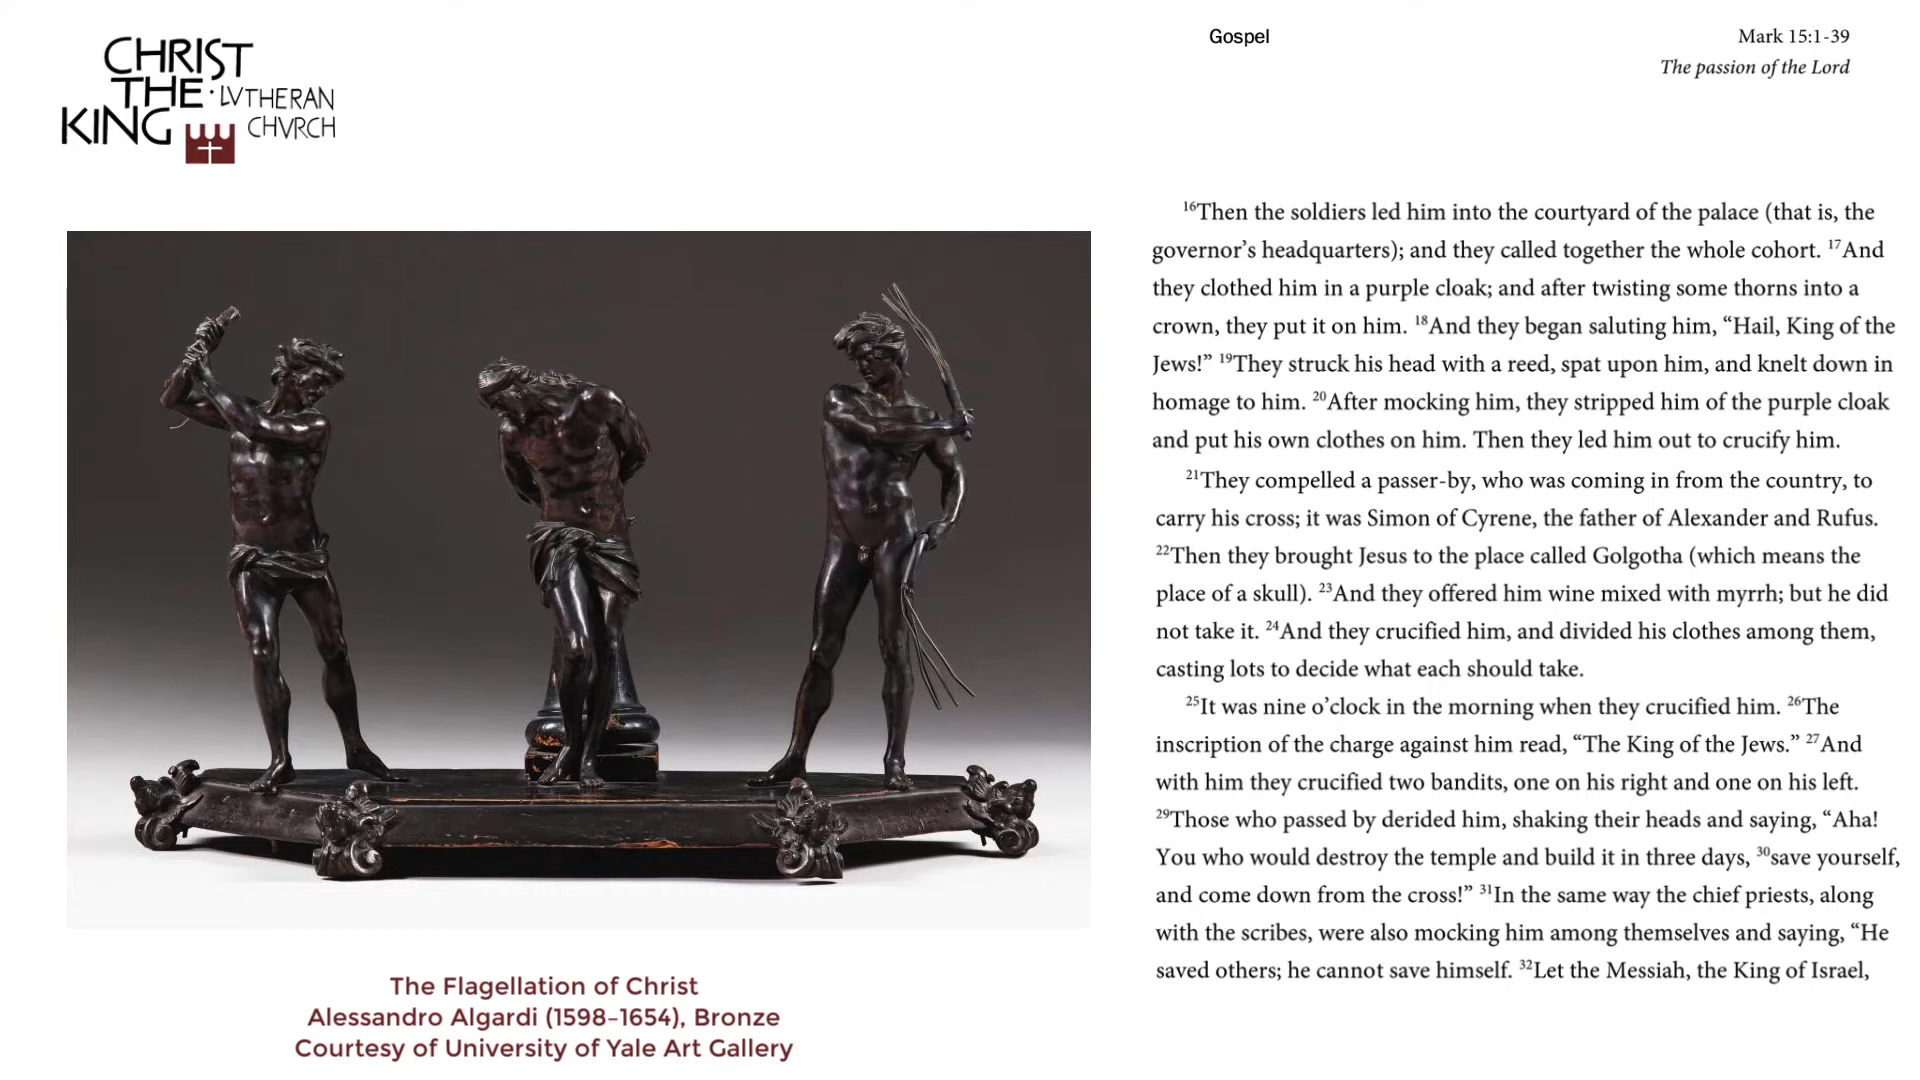 CHRIST
THE · LVTHERAN
KING CHVRCH
Gospel
Mark 15:1-39
The passion of the Lord
16Then the soldiers led him into the courtyard of the palace (that is, the
governor’s headquarters); and they called together the whole cohort. 17And
they clothed him in a purple cloak; and after twisting some thorns into a
crown, they put it on him. 18And they began saluting him, “Hail, King of the
Jews!” 19They struck his head with a reed, spat upon him, and knelt down in
homage to him. 20After mocking him, they stripped him of the purple cloak
and put his own clothes on him. Then they led him out to crucify him.
21They compelled a passer-by, who was coming in from the country, to
carry his cross; it was Simon of Cyrene, the father of Alexander and Rufus.
22Then they brought Jesus to the place called Golgotha (which means the
place of a skull). 23And they offered him wine mixed with myrrh; but he did
not take it. 24And they crucified him, and divided his clothes among them,
casting lots to decide what each should take.
25It was nine o’clock in the morning when they crucified him. 26The
inscription of the charge against him read, “The King of the Jews.” 27And
with him they crucified two bandits, one on his right and one on his left.
29Those who passed by derided him, shaking their heads and saying, “Aha!
You who would destroy the temple and build it in three days, 30save yourself,
and come down from the cross!” 31In the same way the chief priests, along
with the scribes, were also mocking him among themselves and saying, “He
saved others; he cannot save himself. 32Let the Messiah, the King of Israel,
The Flagellation of Christ
Alessandro Algardi (1598–1654), Bronze
Courtesy of University of Yale Art Gallery